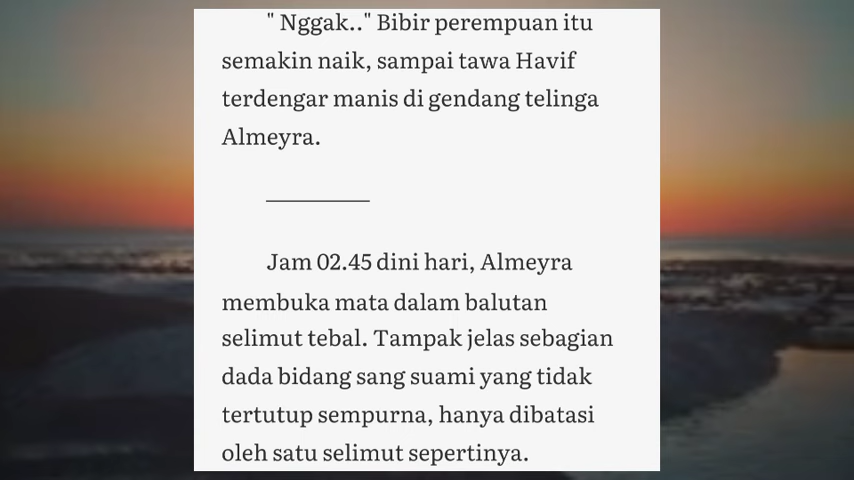 " Nggak.." Bibir perempuan itu
semakin naik, sampai tawa Havif
terdengar manis di gendang telinga
Almeyra.
Jam 02.45 dini hari, Almeyra
membuka mata dalam balutan
selimut tebal. Tampak jelas sebagian
dada bidang sang suami yang tidak
tertutup sempurna, hanya dibatasi
oleh satu selimut sepertinya.